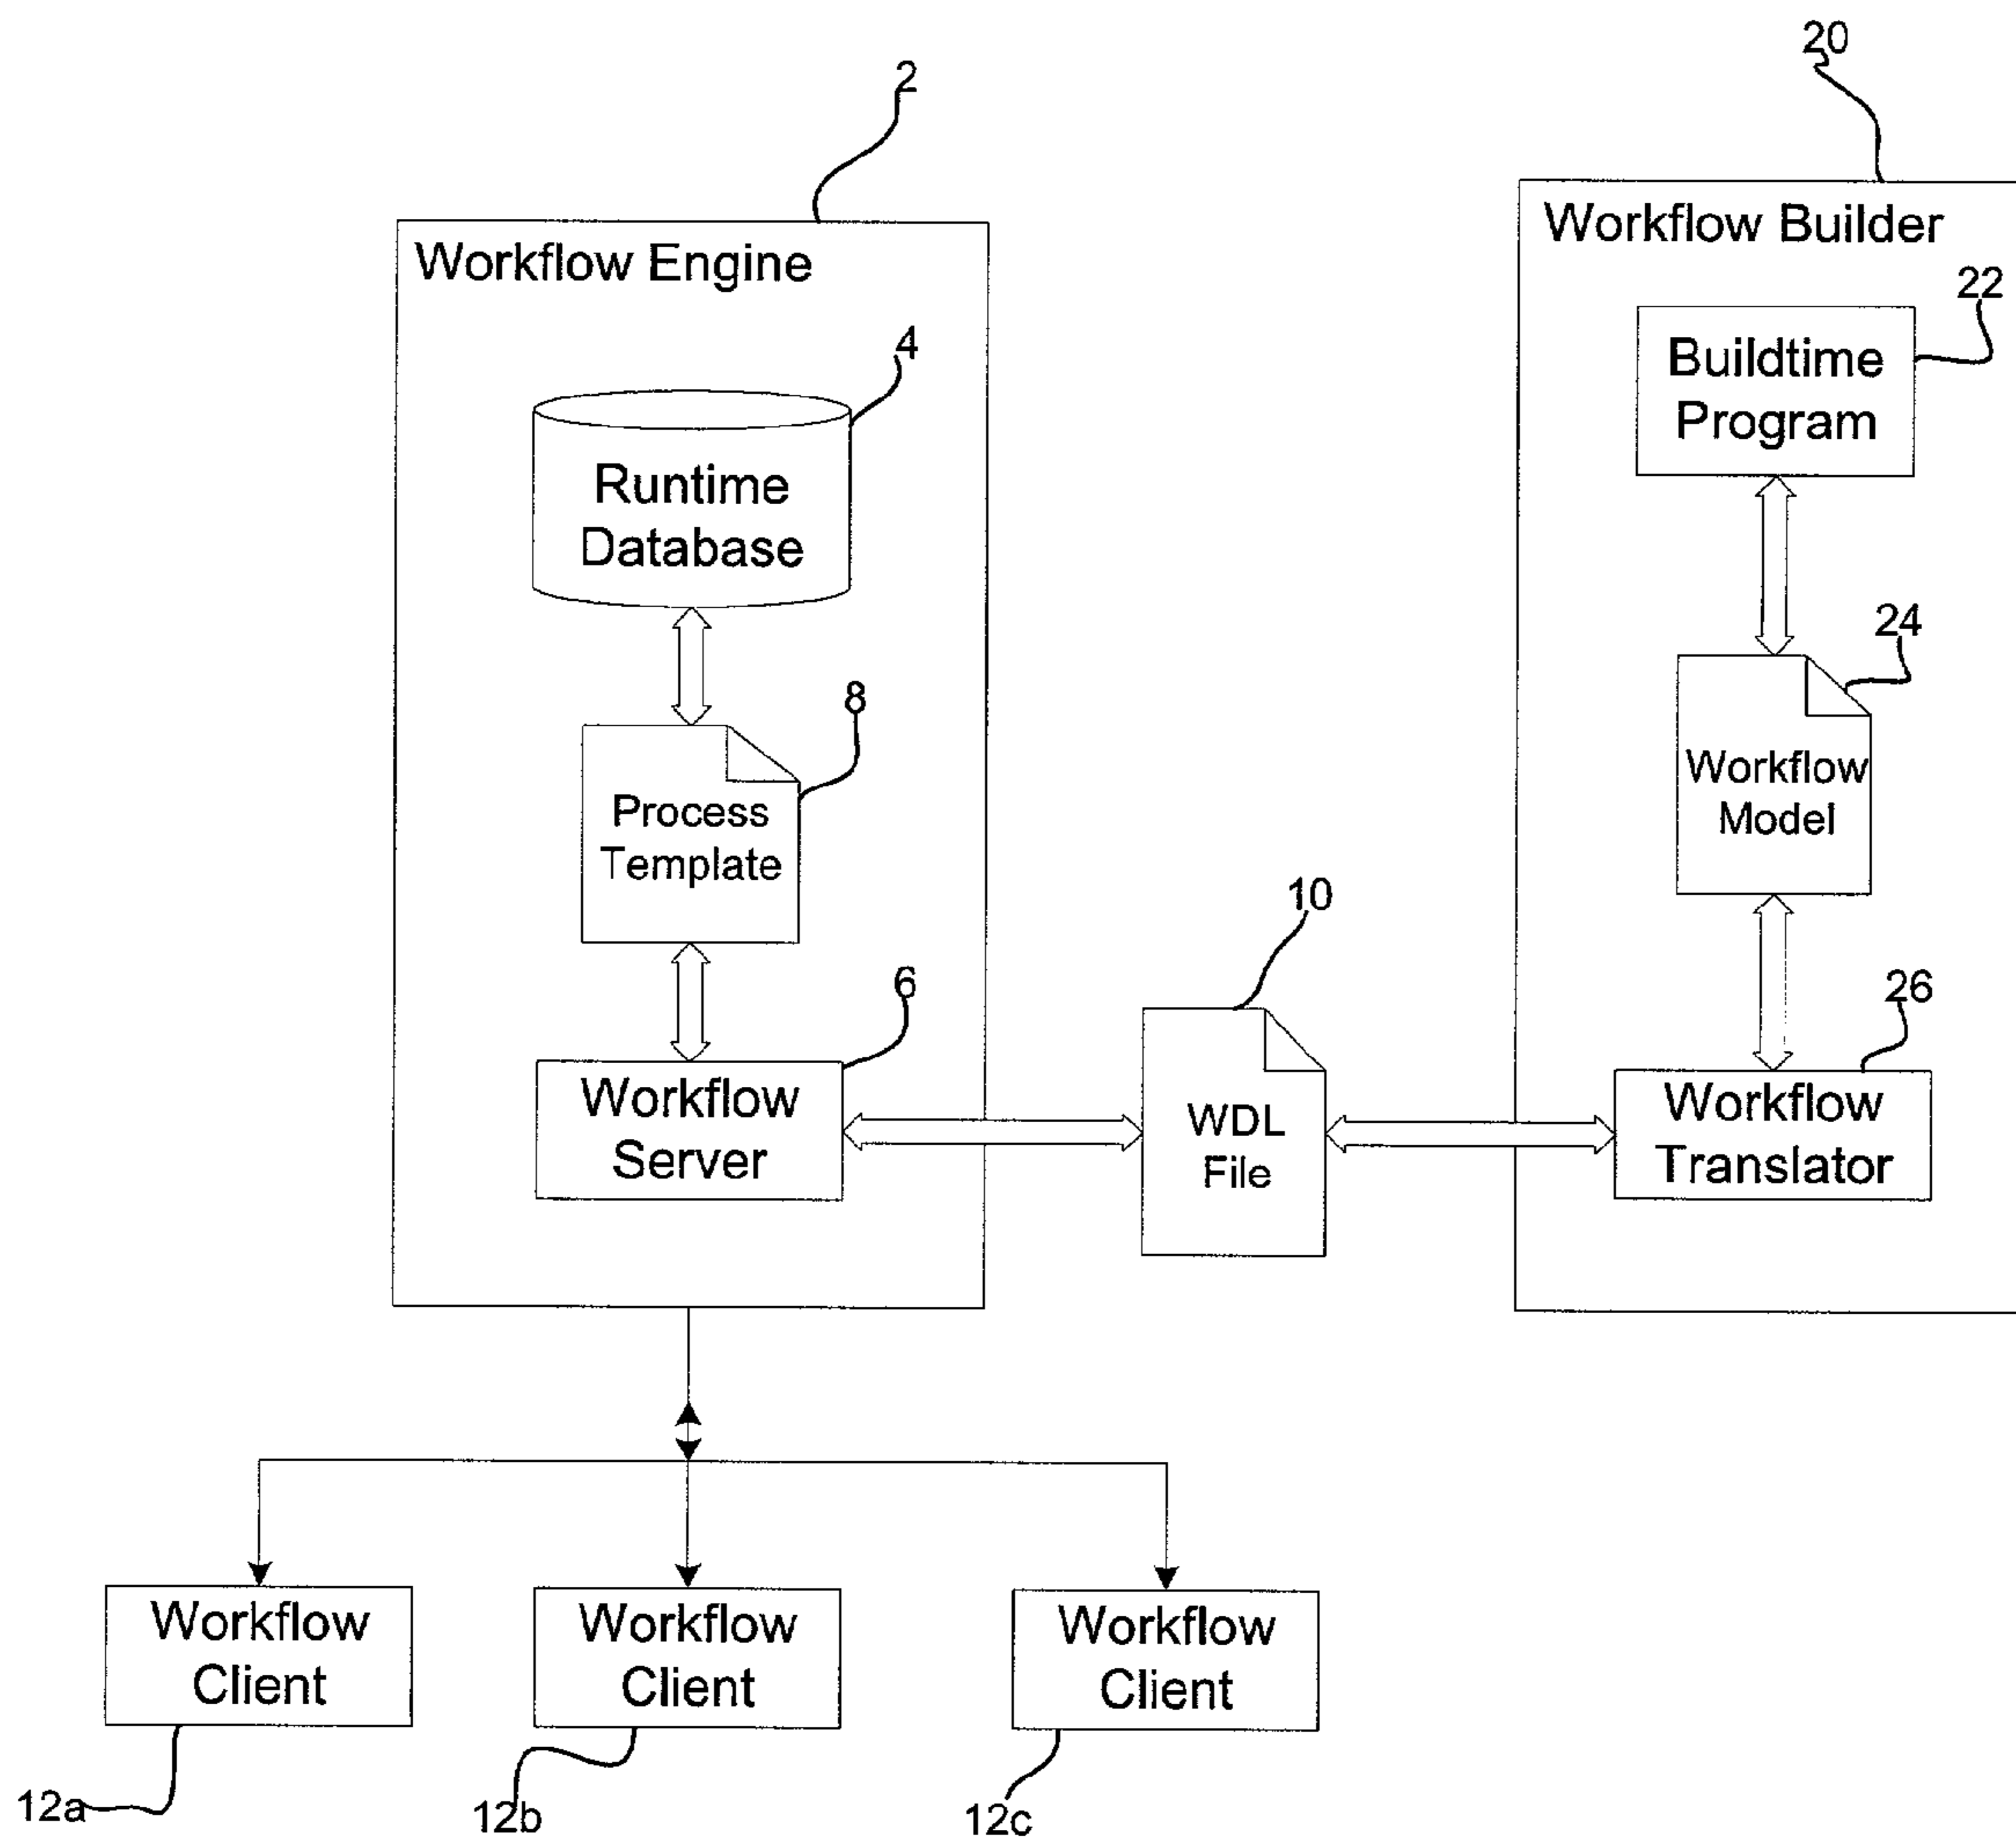 2
Workflow Engine
4
Runtime
Database
8
Process
Template
6
Workflow
Server
10
WDL
File
20
Workflow Builder
22
Buildtime
Program
24
Workflow
Model
26
Workflow
Translator
Workflow
Client
12a
Workflow
Client
12b
Workflow
Client
12c